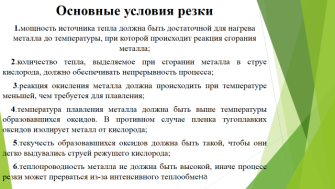 Основные условия резки
1.мощность источника тепла должна быть достаточной для нагрева
металла до температуры, при которой происходит реакция сгорания
металла;
2.количество тепла, выделяемое при сгорании металла в струе
кислорода, должно обеспечивать непрерывность процесса;
3.реакция окисления металла должна происходить при температуре
меньшей, чем требуется для плавления;
4.температура плавления металла должна быть выше температуры
образовавшихся оксидов. В противном случае пленка тугоплавких
оксидов изолирует металл от кислорода;
5.текучесть образовавшихся оксидов должна быть такой, чтобы они
легко выдувались струей режущего кислорода;
6.теплопроводность металла не должна быть высокой, иначе процесс
резки может прерваться из-за интенсивного теплообмена